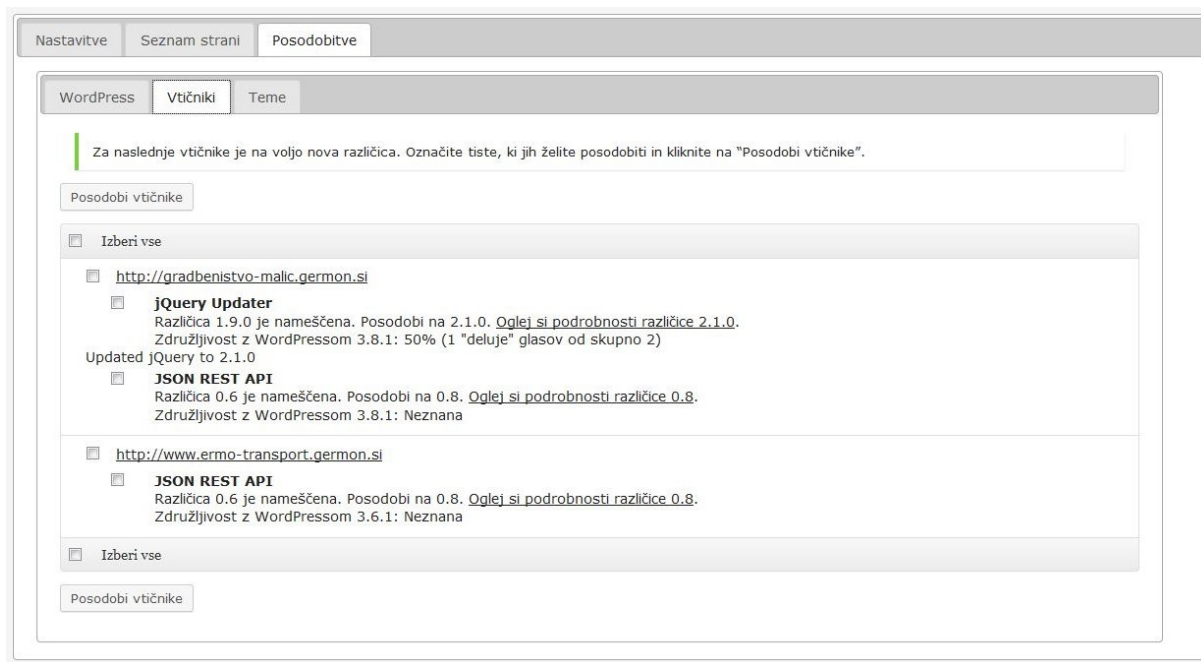 Nastavitve Seznam strani Posodobitve
WordPress Vtičniki Teme
Za naslednje vtičnike je na voljo nova različica. Označite tiste, ki jih želite posodobiti in kliknite na “Posodobi vtičnike”.
Posodobi vtičnike
Izberi vse
http://gradbenistvo-malic.germon.si
jQuery Updater
Različica 1.9.0 je nameščena. Posodobi na 2.1.0. Oglej si podrobnosti različice 2.1.0.
Združljivost z WordPressom 3.8.1: 50% (1 "deluje" glasov od skupno 2)
Updated jQuery to 2.1.0
JSON REST API
Različica 0.6 je nameščena. Posodobi na 0.8. Oglej si podrobnosti različice 0.8.
Združljivost z WordPressom 3.8.1: Neznana
http://www.ermo-transport.germon.si
JSON REST API
Različica 0.6 je nameščena. Posodobi na 0.8. Oglej si podrobnosti različice 0.8.
Združljivost z WordPressom 3.6.1: Neznana
Izberi vse
Posodobi vtičnike